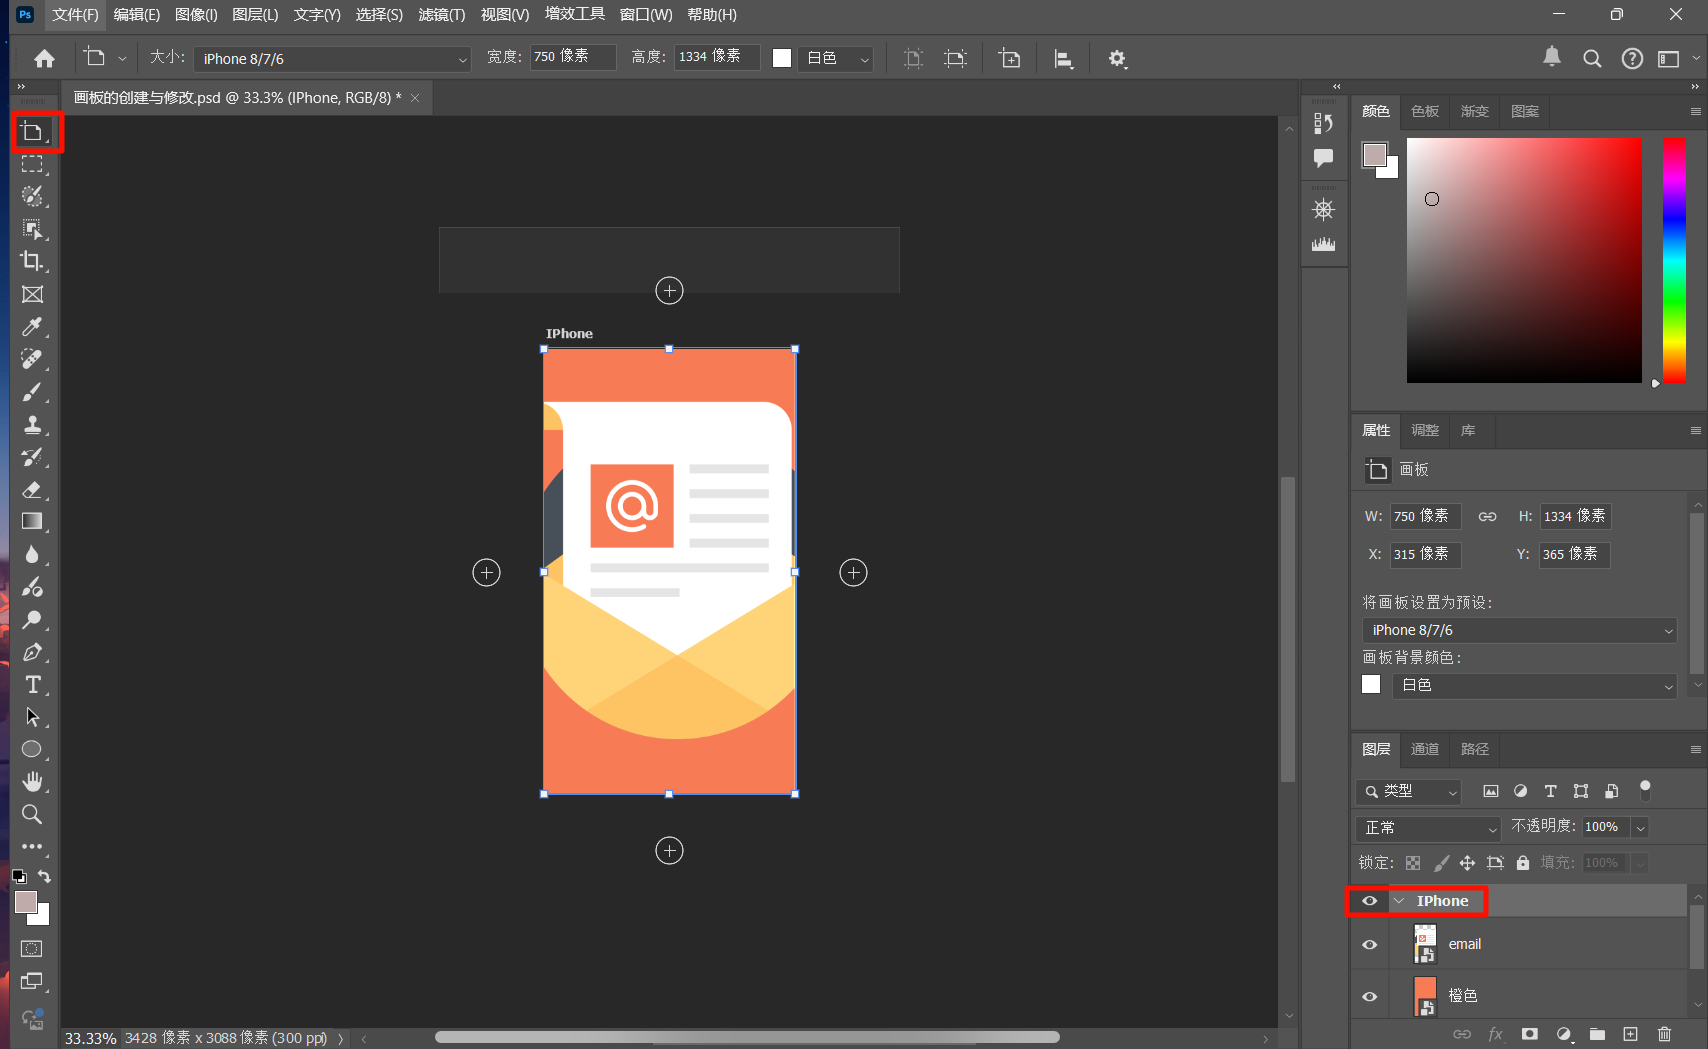 Ps 文件(F) 编辑(E) 图像(I) 图层(L) 文字(Y) 选择(S) 滤镜(T) 视图(V) 增效工具 窗口(W) 帮助(H)
大小: iPhone 8/7/6 宽度: 750 像素 高度: 1334 像素 白色
画板的创建与修改.psd @ 33.3% (IPhone, RGB/8) * ×
颜色 色板 渐变 图案
IPhone
@
属性 调整 库
画板
W: 750 像素 H: 1334 像素
X: 315 像素 Y: 365 像素
将画板设置为预设:
iPhone 8/7/6
画板背景颜色:
白色
图层 通道 路径
类型
正常 不透明度: 100%
锁定: 填充: 100%
IPhone
email
橙色
fx
33.33% 3428 像素 x 3088 像素 (300 ppi)